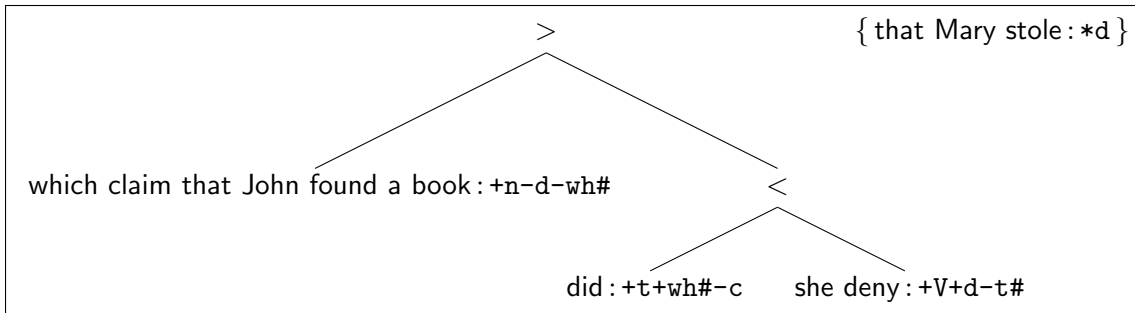 > { that Mary stole : *d }
which claim that John found a book : +n-d-wh# <
did : +t+wh#-c she deny : +V+d-t#